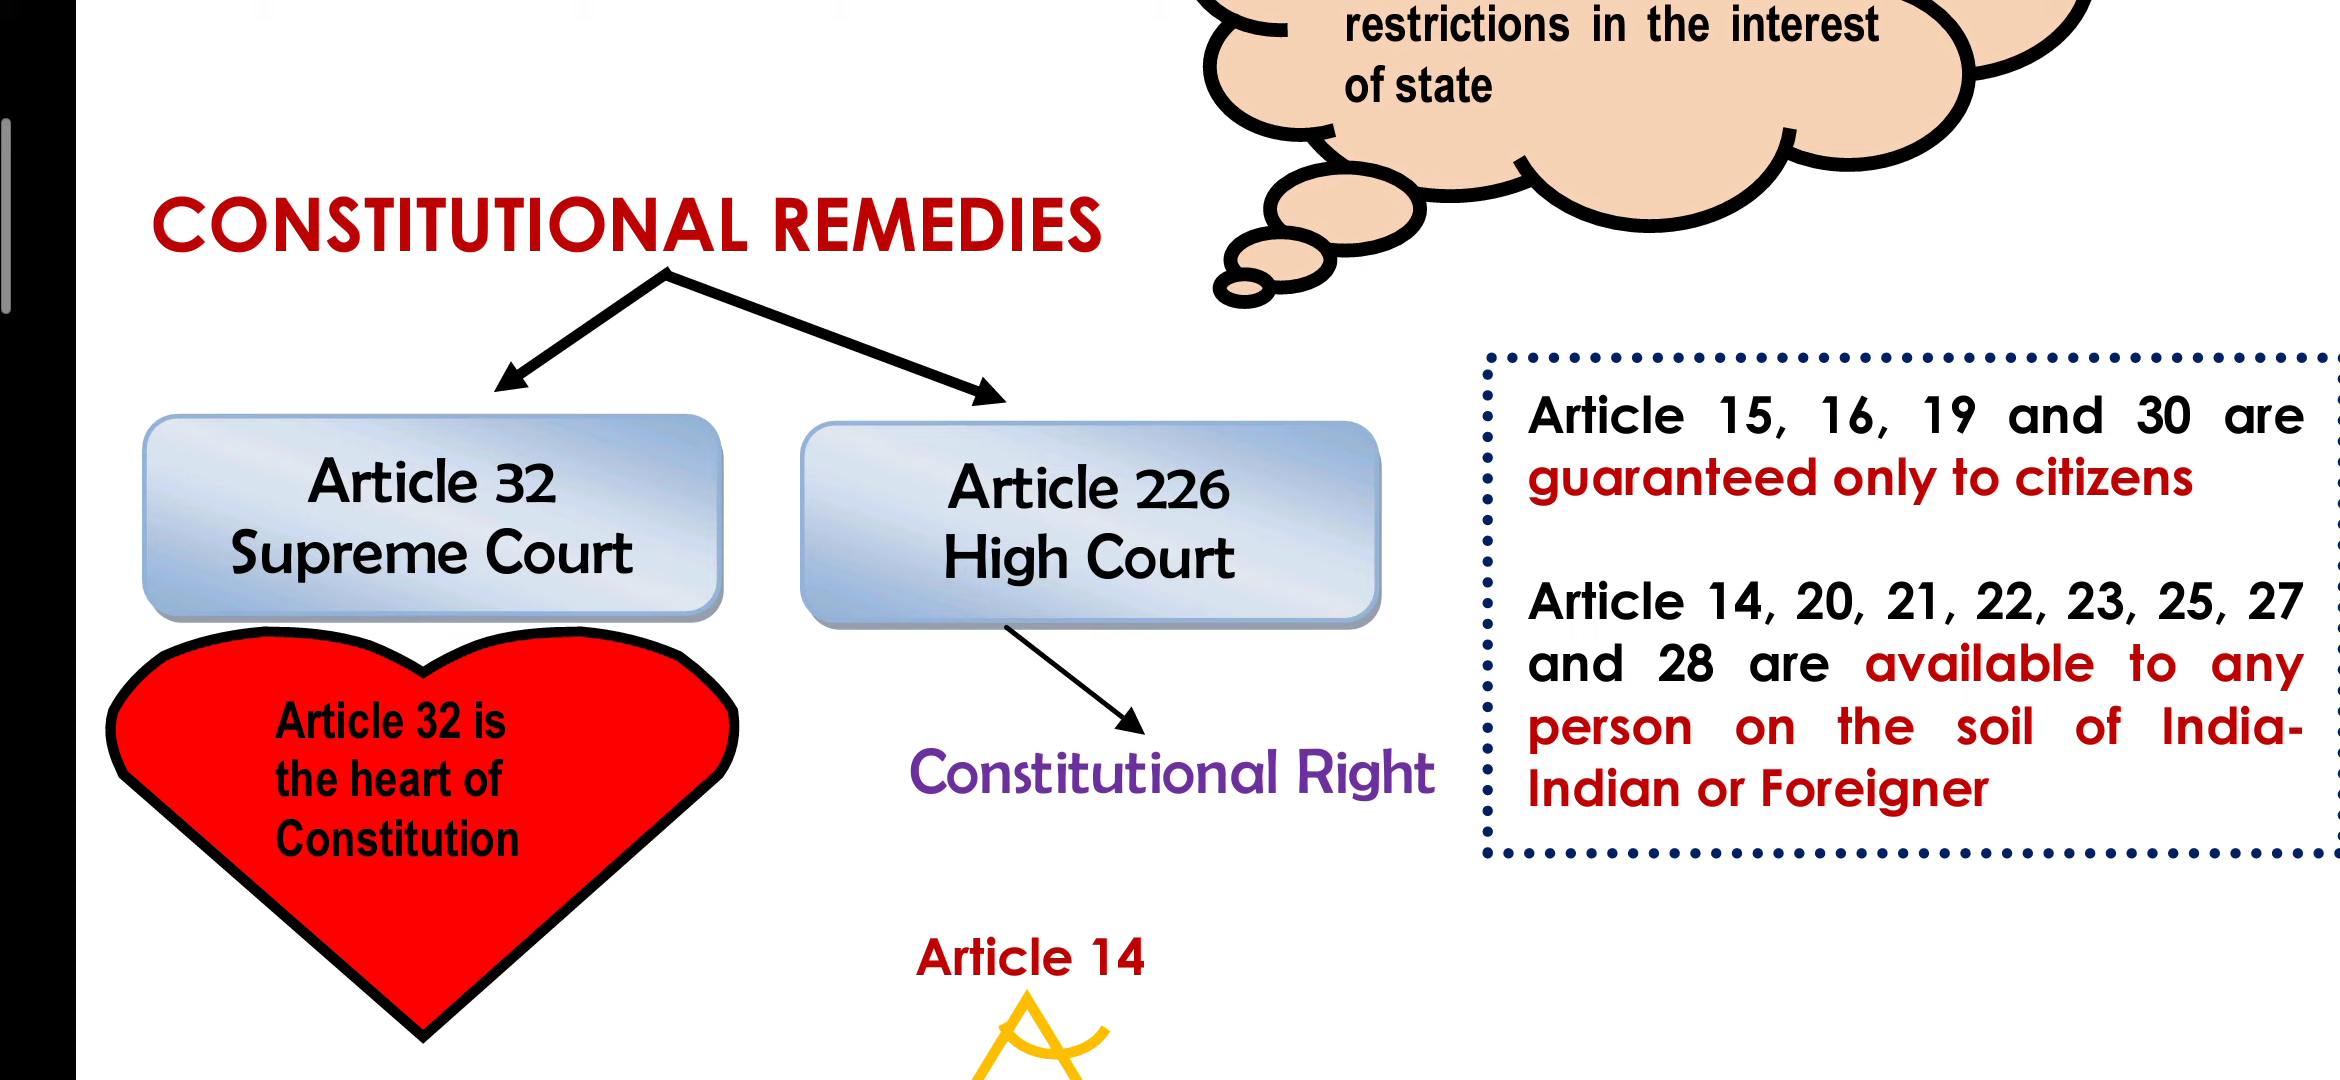 restrictions in the interest
of state
CONSTITUTIONAL REMEDIES
Article 32
Supreme Court
Article 226
High Court
Article 32 is
the heart of
Constitution
Constitutional Right
Article 15, 16, 19 and 30 are
guaranteed only to citizens
Article 14, 20, 21, 22, 23, 25, 27
and 28 are available to any
person on the soil of India-
Indian or Foreigner
Article 14